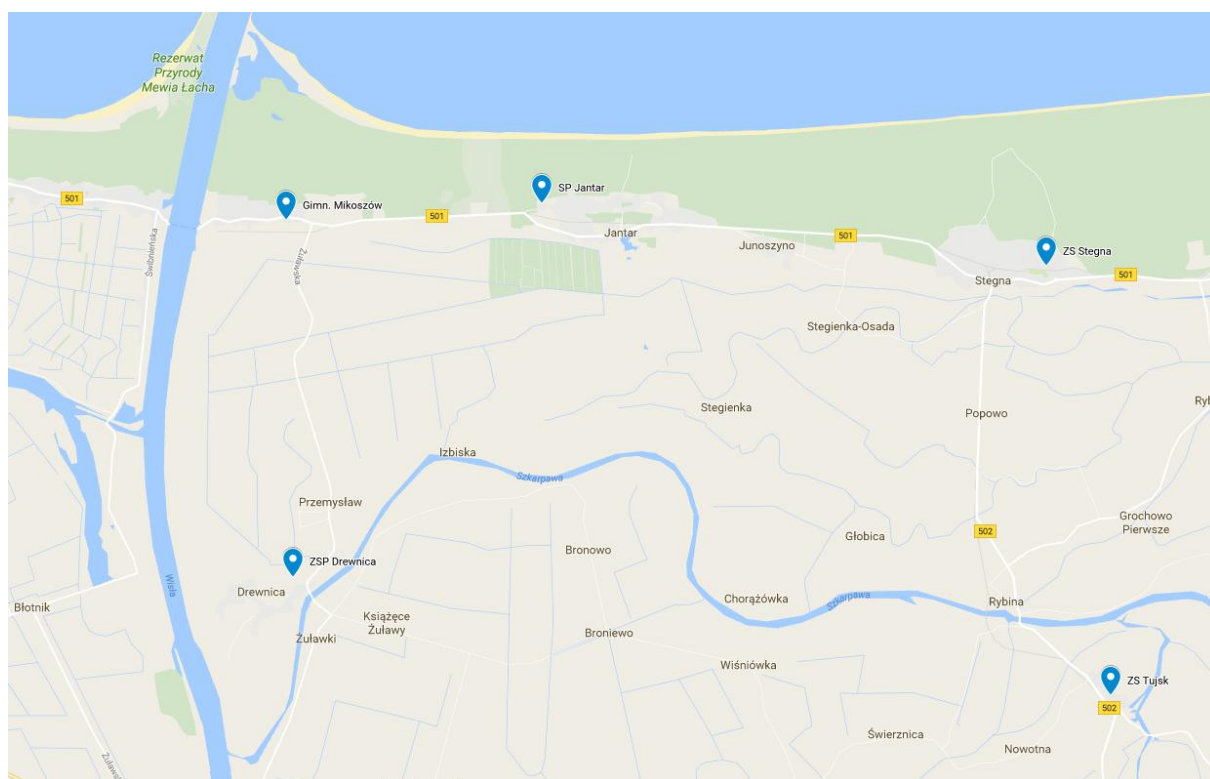 Rezerwat
Przyrody
Mewia Łacha
SP Jantar
501
Gimn. Mikoszów
501
Jantar
501
Junoszyno
ZS Stegna
501
Stegna
Świbnieńska
Żuławska
Stegienka-Osada
Stegienka
Popowo
Izbiska
Szkarpawa
Przemysław
Grochowo
Pierwsze
502
Głobica
Bronowo
ZSP Drewnica
Drewnica
Wisła
Błotnik
Książęce
Żuławy
Chorążówka
Szkarpawa
Rybina
Żuławki
Broniewo
Wiśniówka
ZS Tujsk
502
Świerznica
Nowotna